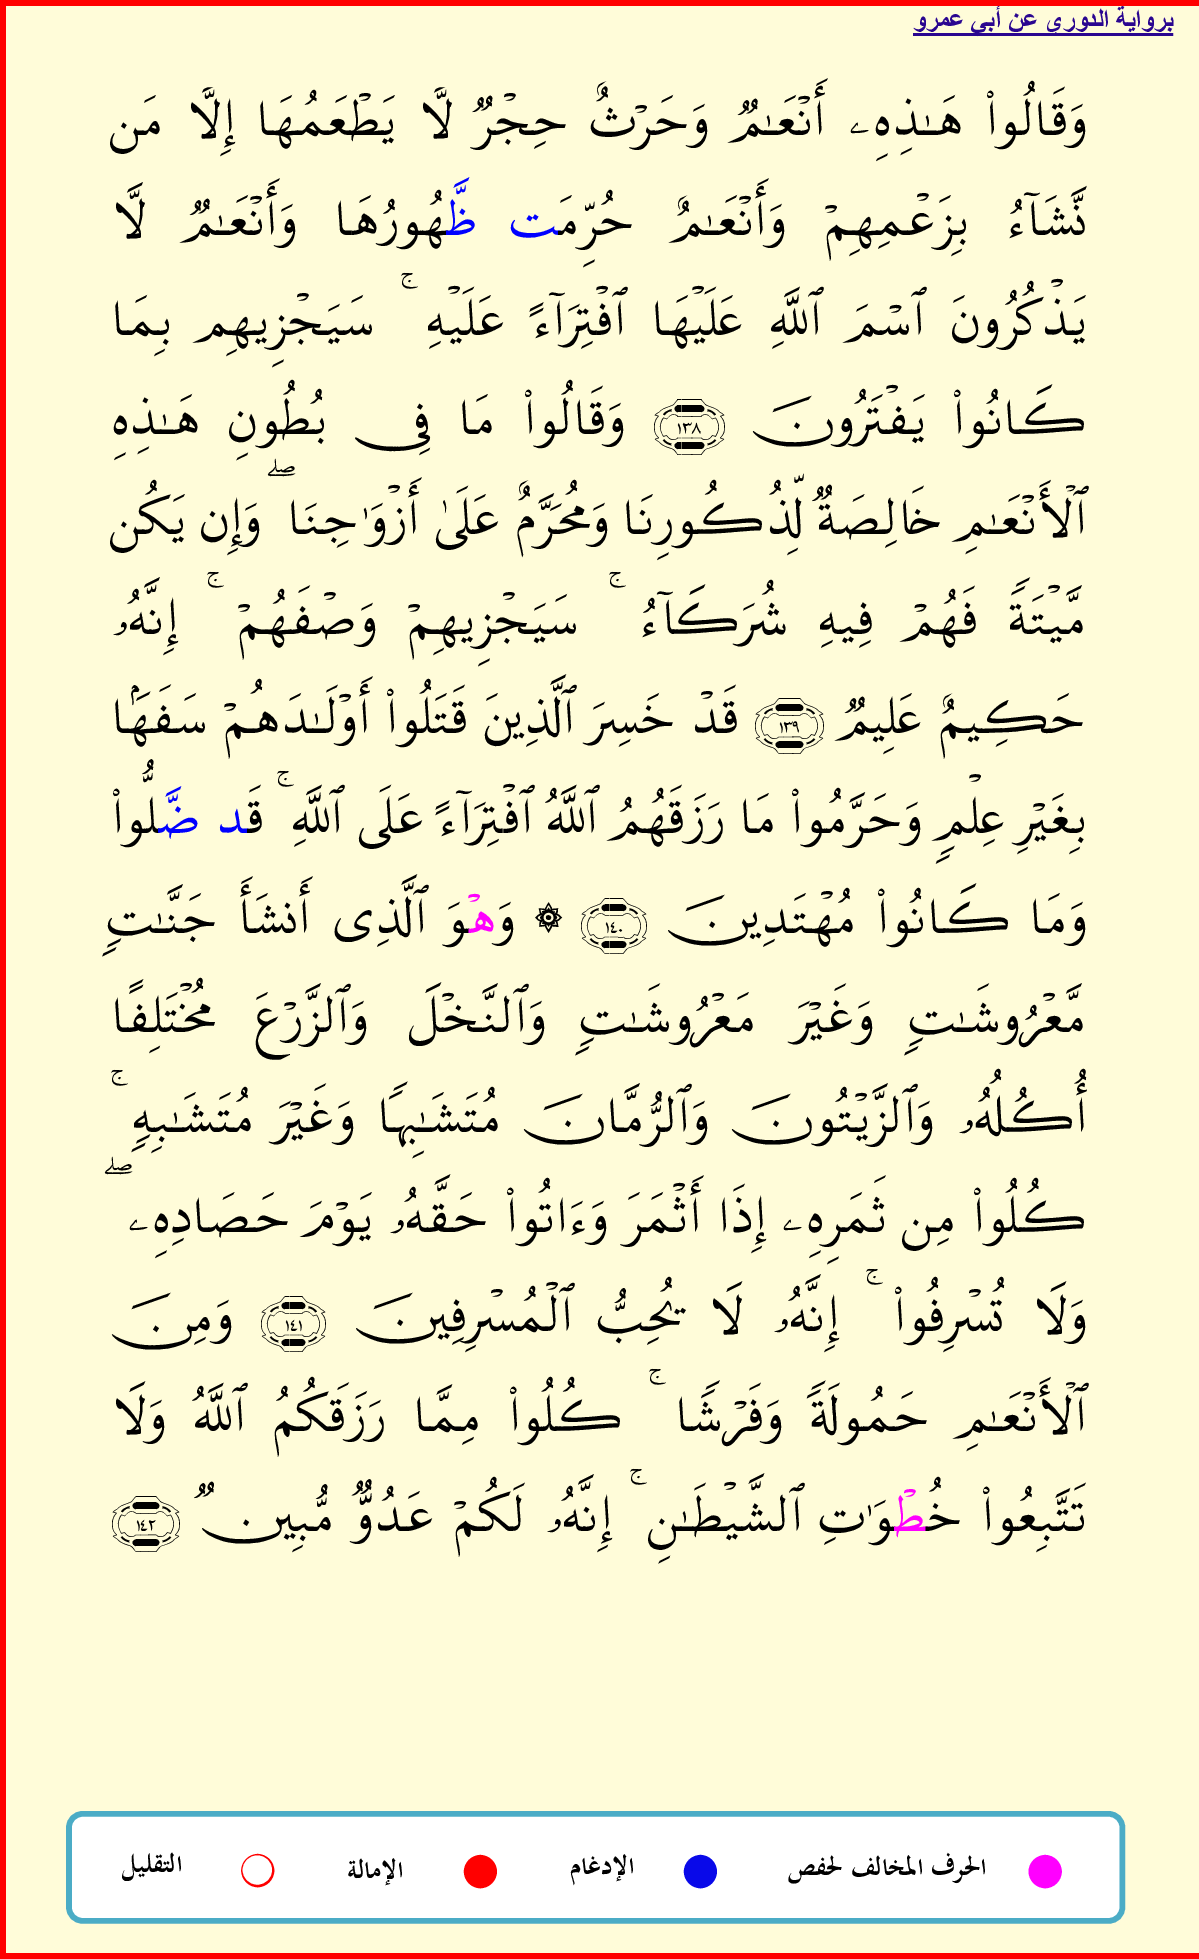 برواية الدوري عن أبي عمرو
وَقَالُوا۟ هَـٰذِهِۦ أَنْعَـٰمٌ وَحَرْثٌ حِجْرٌ لَّا يَطْعَمُهَا إِلَّا مَن
نَّشَآءُ بِزَعْمِهِمْ وَأَنْعَـٰمٌ حُرِّمَت ظُّهُورُهَا وَأَنْعَـٰمٌ لَّا
يَذْكُرُونَ ٱسْمَ ٱللَّهِ عَلَيْهَا ٱفْتِرَآءً عَلَيْهِ ۚ سَيَجْزِيهِم بِمَا
كَانُوا۟ يَفْتَرُونَ ١٣٨ وَقَالُوا۟ مَا فِى بُطُونِ هَـٰذِهِ
ٱلْأَنْعَـٰمِ خَالِصَةٌ لِّذُكُورِنَا وَمُحَرَّمٌ عَلَىٰ أَزْوَٰجِنَا ۖ وَإِن يَكُن
مَّيْتَةً فَهُمْ فِيهِ شُرَكَآءُ ۚ سَيَجْزِيهِمْ وَصْفَهُمْ ۚ إِنَّهُۥ
حَكِيمٌ عَلِيمٌ ١٣٩ قَدْ خَسِرَ ٱلَّذِينَ قَتَلُوا۟ أَوْلَـٰدَهُمْ سَفَهًۢا
بِغَيْرِ عِلْمٍ وَحَرَّمُوا۟ مَا رَزَقَهُمُ ٱللَّهُ ٱفْتِرَآءً عَلَى ٱللَّهِ ۚ قَد ضَّلُّوا۟
وَمَا كَانُوا۟ مُهْتَدِينَ ١٤٠ ۞ وَهْوَ ٱلَّذِى أَنشَأَ جَنَّـٰتٍ
مَّعْرُوشَـٰتٍ وَغَيْرَ مَعْرُوشَـٰتٍ وَٱلنَّخْلَ وَٱلزَّرْعَ مُخْتَلِفًا
أُكُلُهُۥ وَٱلزَّيْتُونَ وَٱلرُّمَّانَ مُتَشَـٰبِهًا وَغَيْرَ مُتَشَـٰبِهٍ ۚ
كُلُوا۟ مِن ثَمَرِهِۦ إِذَا أَثْمَرَ وَءَاتُوا۟ حَقَّهُۥ يَوْمَ حَصَادِهِۦ ۖ
وَلَا تُسْرِفُوا۟ ۚ إِنَّهُۥ لَا يُحِبُّ ٱلْمُسْرِفِينَ ١٤١ وَمِنَ
ٱلْأَنْعَـٰمِ حَمُولَةً وَفَرْشًا ۚ كُلُوا۟ مِمَّا رَزَقَكُمُ ٱللَّهُ وَلَا
تَتَّبِعُوا۟ خُطْوَٰتِ ٱلشَّيْطَـٰنِ ۚ إِنَّهُۥ لَكُمْ عَدُوٌّ مُّبِينٌ ١٤٢
الحرف المخالف لحفص الإدغام الإمالة التقليل